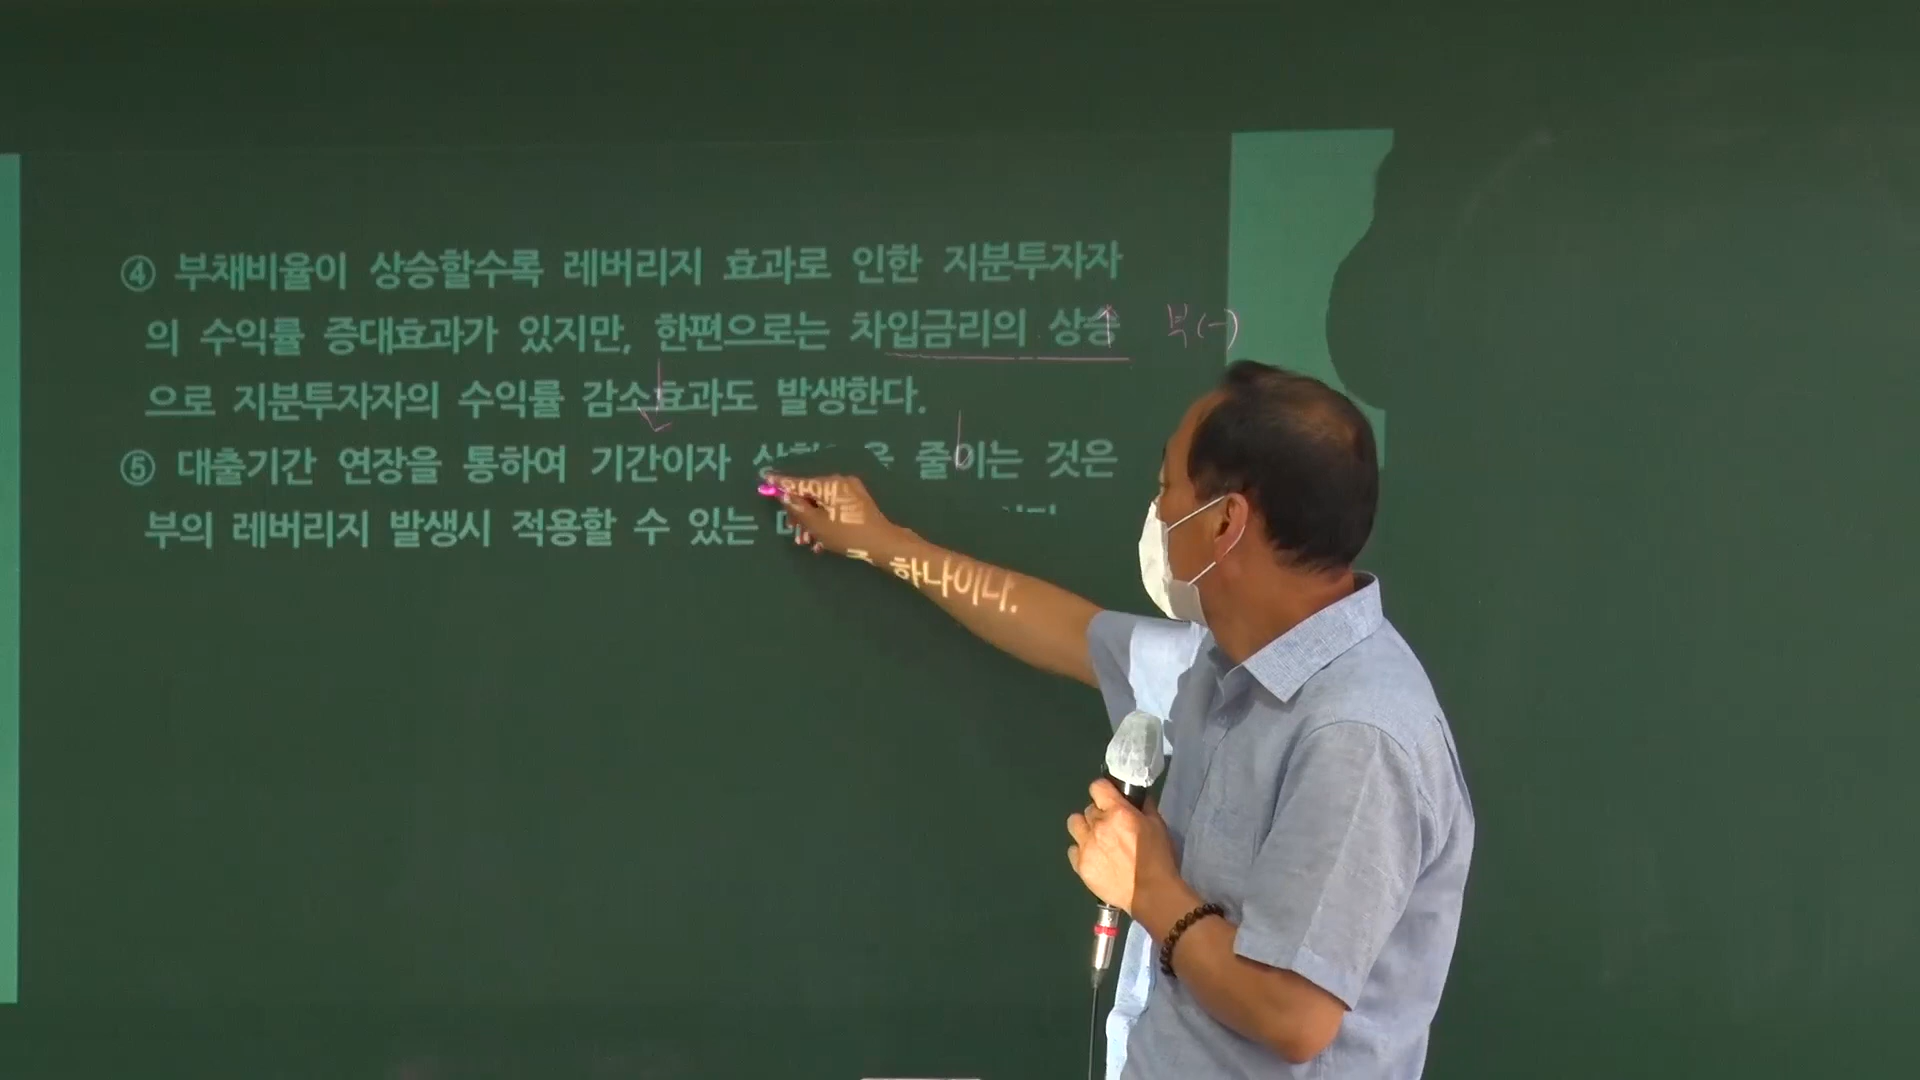 ④ 부채비율이 상승할수록 레버리지 효과로 인한 지분투자자
의 수익률 증대효과가 있지만, 한편으로는 차입금리의 상승 부(-)
으로 지분투자자의 수익률 감소효과도 발생한다.
⑤ 대출기간 연장을 통하여 기간이자 상환액을 줄이는 것은
부의 레버리지 발생시 적용할 수 있는 중 하나이다.